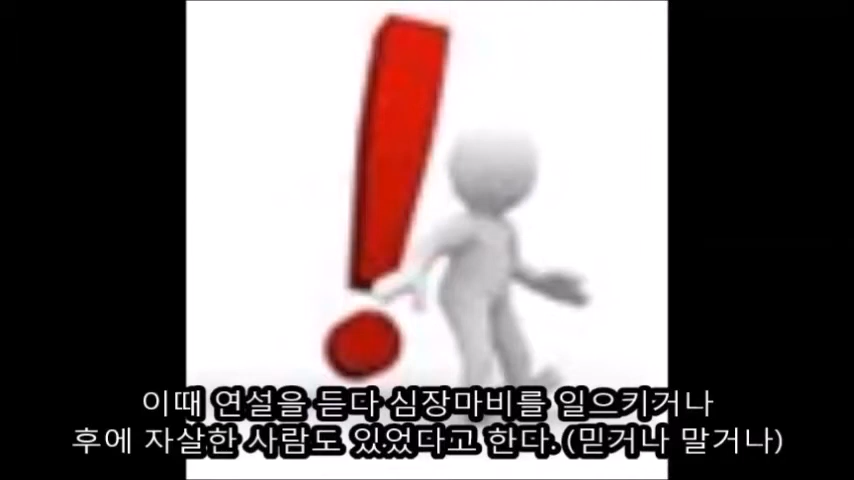 이때 연설을 듣다 심장마비를 일으키거나
후에 자살한 사람도 있었다고 한다. (믿거나 말거나)